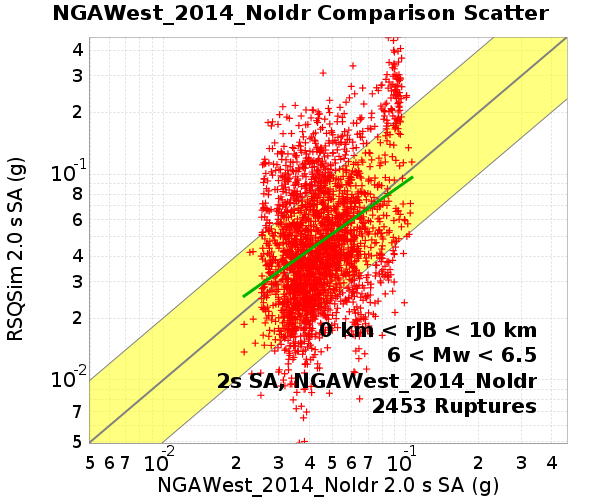 NGAWest_2014_NoIdr Comparison Scatter
RSQSim 2.0 s SA (g)
4
3
2
10^-1
8
6
4
3
2
10^-2
7
5
0 km < rJB < 10 km
6 < Mw < 6.5
2s SA, NGAWest_2014_NoIdr
2453 Ruptures
5 6 7 10^-2 2 3 4 5 6 7 10^-1 2 3 4
NGAWest_2014_NoIdr 2.0 s SA (g)